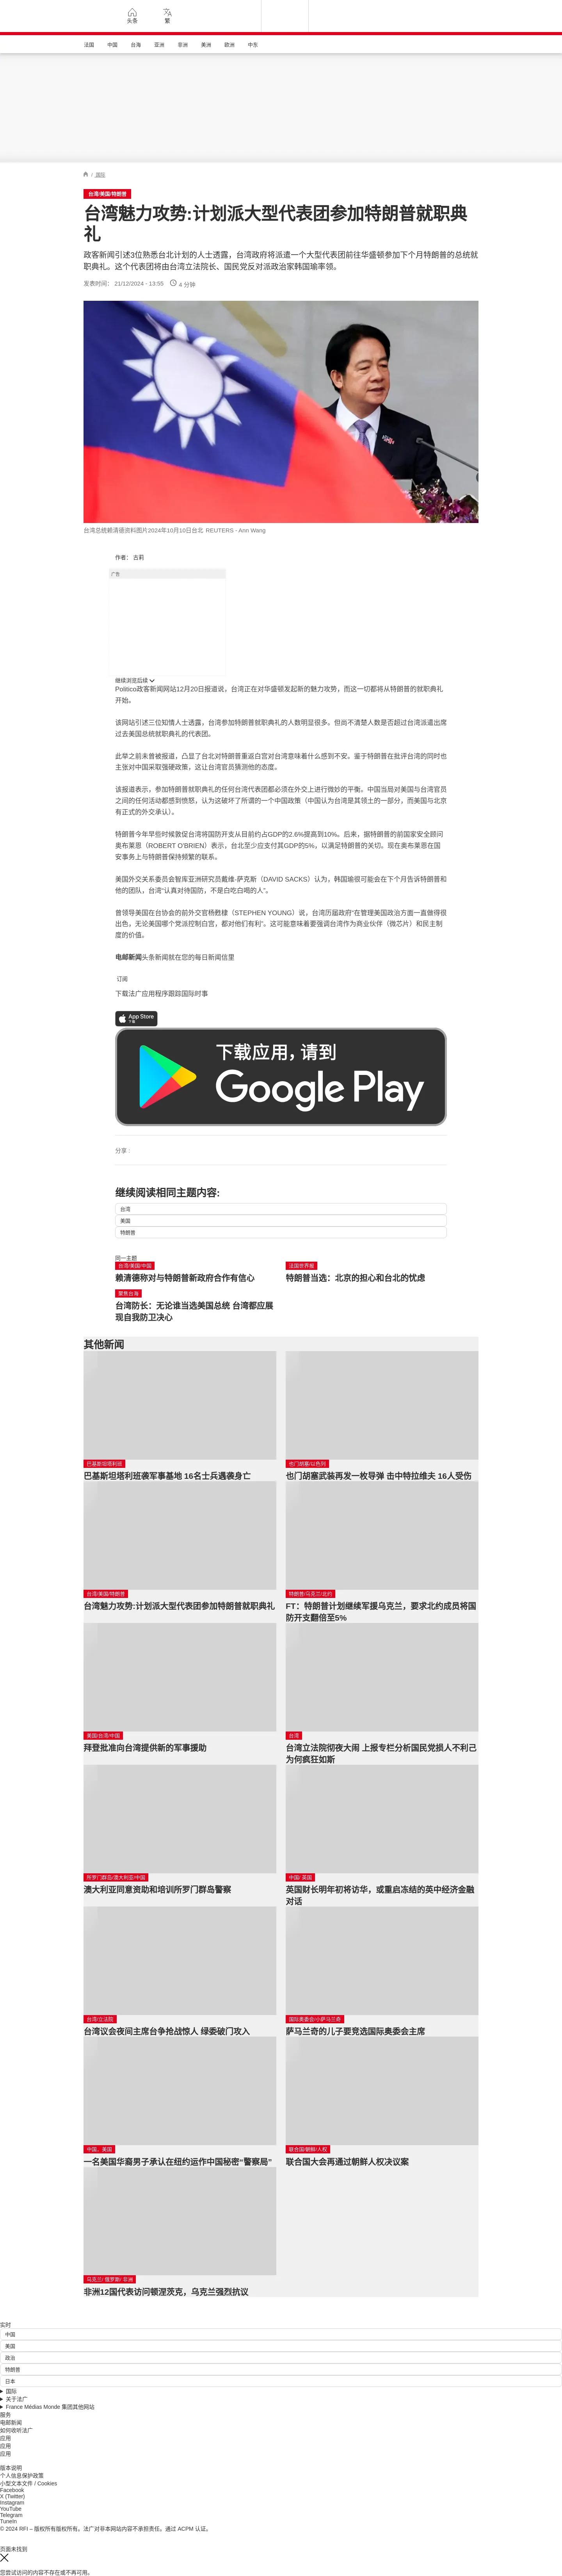 头条
繁
法国
中国
台海
亚洲
非洲
美洲
欧洲
中东
/ 国际
台湾/美国/特朗普
台湾魅力攻势:计划派大型代表团参加特朗普就职典
礼
政客新闻引述3位熟悉台北计划的人士透露，台湾政府将派遣一个大型代表团前往华盛顿参加下个月特朗普的总统就
职典礼。这个代表团将由台湾立法院长、国民党反对派政治家韩国瑜率领。
发表时间： 21/12/2024 - 13:55
4 分钟
台湾总统赖清德资料图片2024年10月10日台北 REUTERS - Ann Wang
作者： 古莉
广告
继续浏览后续
Politico政客新闻网站12月20日报道说，台湾正在对华盛顿发起新的魅力攻势，而这一切都将从特朗普的就职典礼
开始。
该网站引述三位知情人士透露，台湾参加特朗普就职典礼的人数明显很多。但尚不清楚人数是否超过台湾派遣出席
过去美国总统就职典礼的代表团。
此举之前未曾被报道，凸显了台北对特朗普重返白宫对台湾意味着什么感到不安。鉴于特朗普在批评台湾的同时也
主张对中国采取强硬政策，这让台湾官员猜测他的态度。
该报道表示，参加特朗普就职典礼的任何台湾代表团都必须在外交上进行微妙的平衡。中国当局对美国与台湾官员
之间的任何活动都感到愤怒，认为这破坏了所谓的一个中国政策（中国认为台湾是其领土的一部分，而美国与北京
有正式的外交承认）。
特朗普今年早些时候敦促台湾将国防开支从目前约占GDP的2.6%提高到10%。后来，据特朗普的前国家安全顾问
奥布莱恩（ROBERT O'BRIEN）表示，台北至少应支付其GDP的5%，以满足特朗普的关切。现在奥布莱恩在国
安事务上与特朗普保持频繁的联系。
美国外交关系委员会智库亚洲研究员戴维·萨克斯（DAVID SACKS）认为，韩国瑜很可能会在下个月告诉特朗普和
他的团队，台湾“认真对待国防，不是白吃白喝的人”。
曾领导美国在台协会的前外交官杨甦棣（STEPHEN YOUNG）说，台湾历届政府”在管理美国政治方面一直做得很
出色，无论美国哪个党派控制白宫，都对他们有利”。这可能意味着要强调台湾作为商业伙伴（微芯片）和民主制
度的价值。
电邮新闻头条新闻就在您的每日新闻信里
订阅
下载法广应用程序跟踪国际时事
App Store
下载
下载应用，请到
Google Play
分享 :
继续阅读相同主题内容:
台湾
美国
特朗普
同一主题
台湾/美国/中国
赖清德称对与特朗普新政府合作有信心
法国世界报
特朗普当选：北京的担心和台北的忧虑
聚焦台海
台湾防长：无论谁当选美国总统 台湾都应展
现自我防卫决心
其他新闻
巴基斯坦塔利班
巴基斯坦塔利班袭军事基地 16名士兵遇袭身亡
也门胡塞/以色列
也门胡塞武装再发一枚导弹 击中特拉维夫 16人受伤
台湾/美国/特朗普
台湾魅力攻势:计划派大型代表团参加特朗普就职典礼
特朗普/乌克兰/北约
FT：特朗普计划继续军援乌克兰，要求北约成员将国
防开支翻倍至5%
美国/台湾/中国
拜登批准向台湾提供新的军事援助
台湾
台湾立法院彻夜大闹 上报专栏分析国民党损人不利己
为何疯狂如斯
所罗门群岛/澳大利亚/中国
澳大利亚同意资助和培训所罗门群岛警察
中国/ 英国
英国财长明年初将访华，或重启冻结的英中经济金融
对话
台湾/立法院
台湾议会夜间主席台争抢战惊人 绿委破门攻入
国际奥委会/小萨马兰奇
萨马兰奇的儿子要竞选国际奥委会主席
中国、美国
一名美国华裔男子承认在纽约运作中国秘密“警察局”
联合国/朝鲜/人权
联合国大会再通过朝鲜人权决议案
乌克兰/ 俄罗斯/ 非洲
非洲12国代表访问顿涅茨克，乌克兰强烈抗议
实时
中国
美国
政治
特朗普
日本
国际
关于法广
France Médias Monde 集团其他网站
服务
电邮新闻
如何收听法广
应用
应用
应用
版本说明
个人信息保护政策
小型文本文件 / Cookies
Facebook
X (Twitter)
Instagram
YouTube
Telegram
TuneIn
© 2024 RFI – 版权所有版权所有。法广对非本网站内容不承担责任。通过 ACPM 认证。
页面未找到
您尝试访问的内容不存在或不再可用。